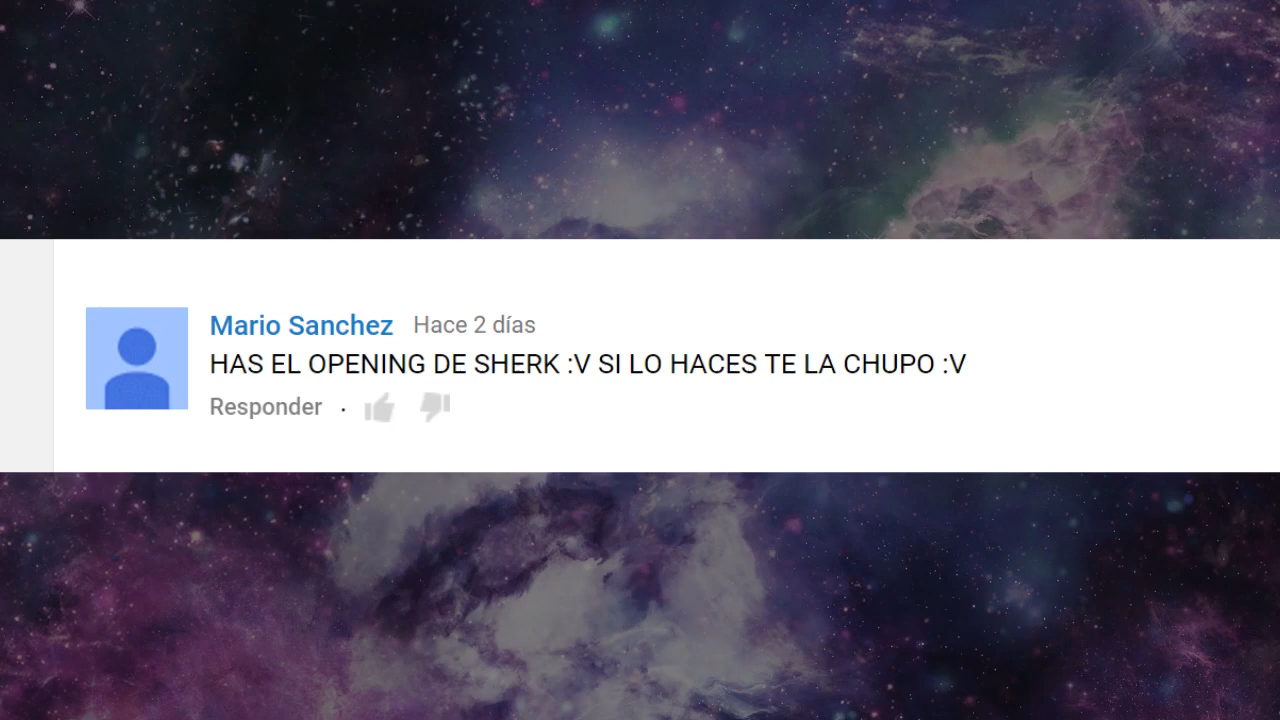 Mario Sanchez Hace 2 días
HAS EL OPENING DE SHERK :V SI LO HACES TE LA CHUPO :V
Responder ·